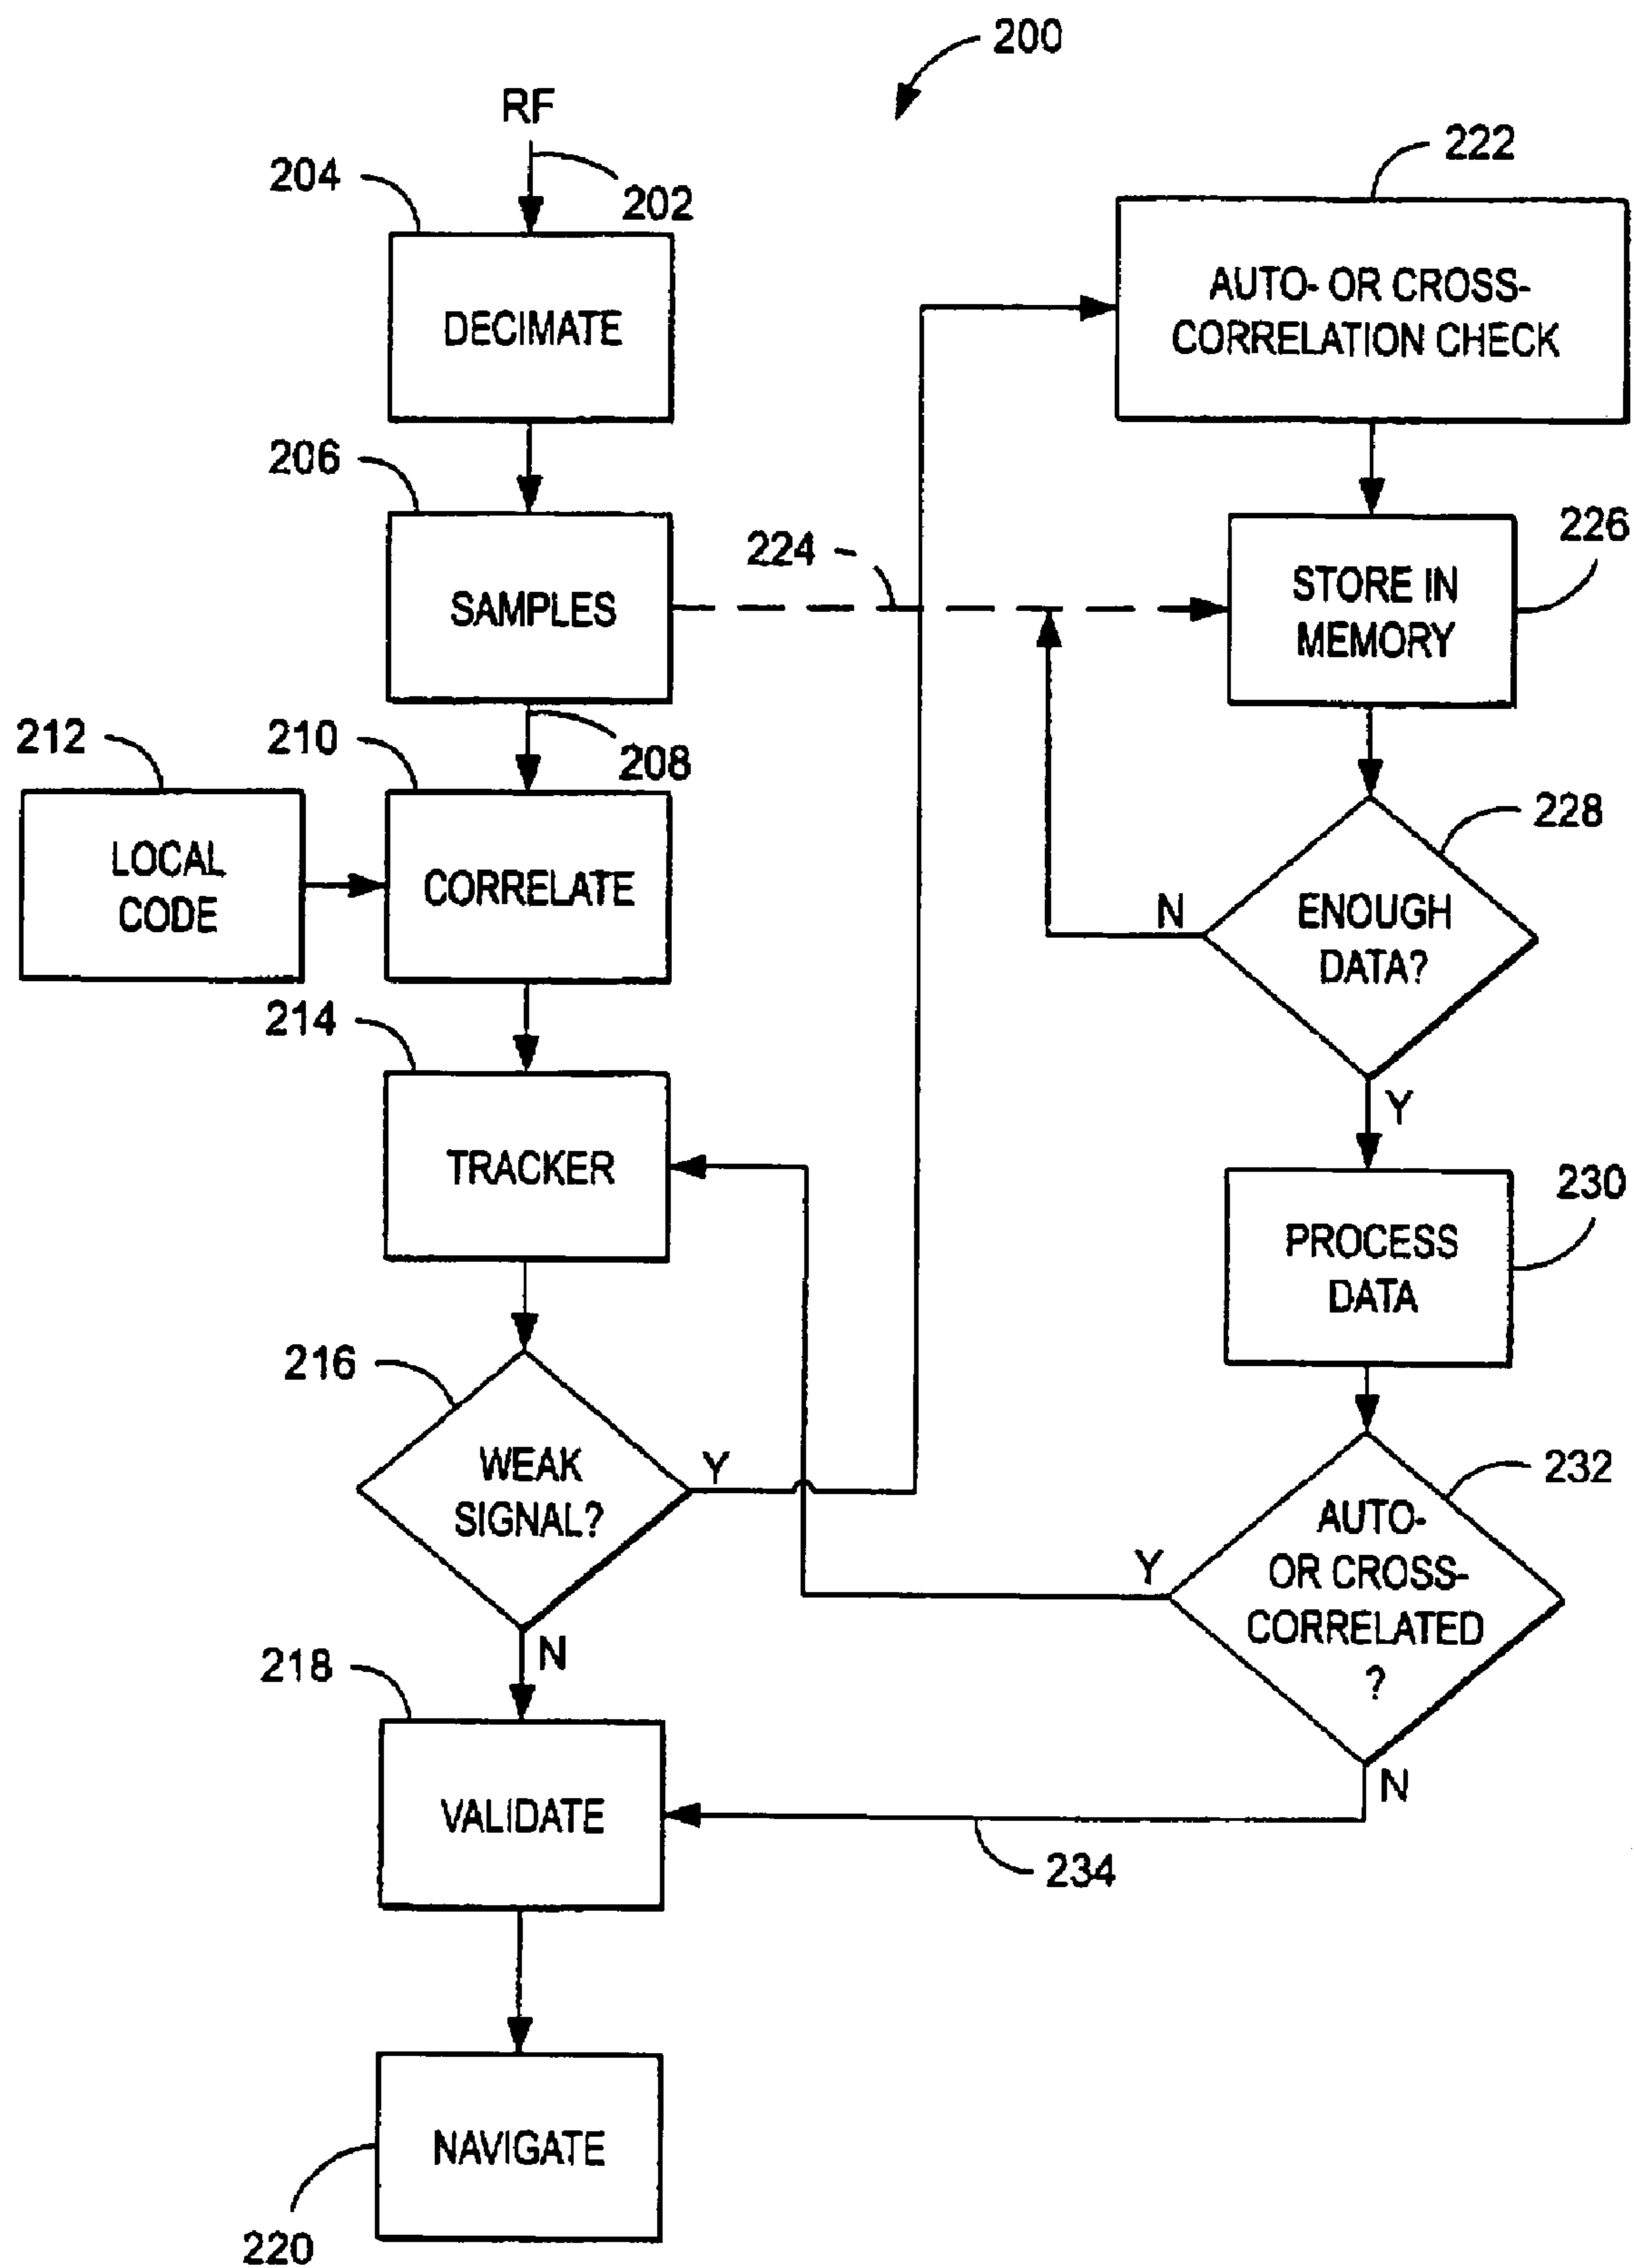 200
RF
202
204
DECIMATE
206
SAMPLES
208
212
LOCAL
CODE
210
CORRELATE
214
TRACKER
216
WEAK
SIGNAL?
Y
N
218
VALIDATE
220
NAVIGATE
222
AUTO- OR CROSS-
CORRELATION CHECK
224
226
STORE IN
MEMORY
228
ENOUGH
DATA?
N
Y
230
PROCESS
DATA
232
AUTO-
OR CROSS-
CORRELATED
?
Y
N
234